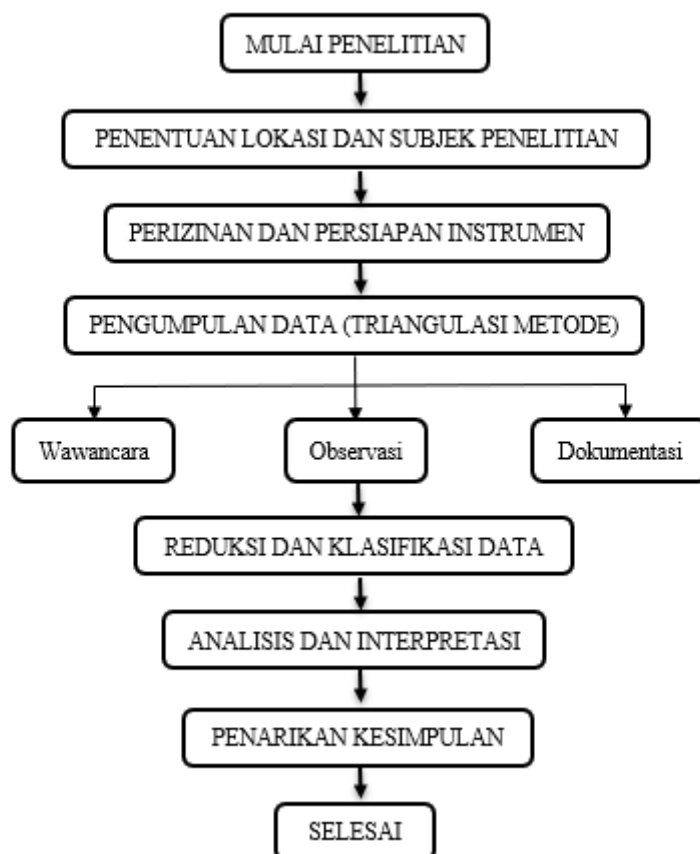 MULAI PENELITIAN
PENENTUAN LOKASI DAN SUBJEK PENELITIAN
PERIZINAN DAN PERSIAPAN INSTRUMEN
PENGUMPULAN DATA (TRIANGULASI METODE)
Wawancara
Observasi
Dokumentasi
REDUKSI DAN KLASIFIKASI DATA
ANALISIS DAN INTERPRETASI
PENARIKAN KESIMPULAN
SELESAI